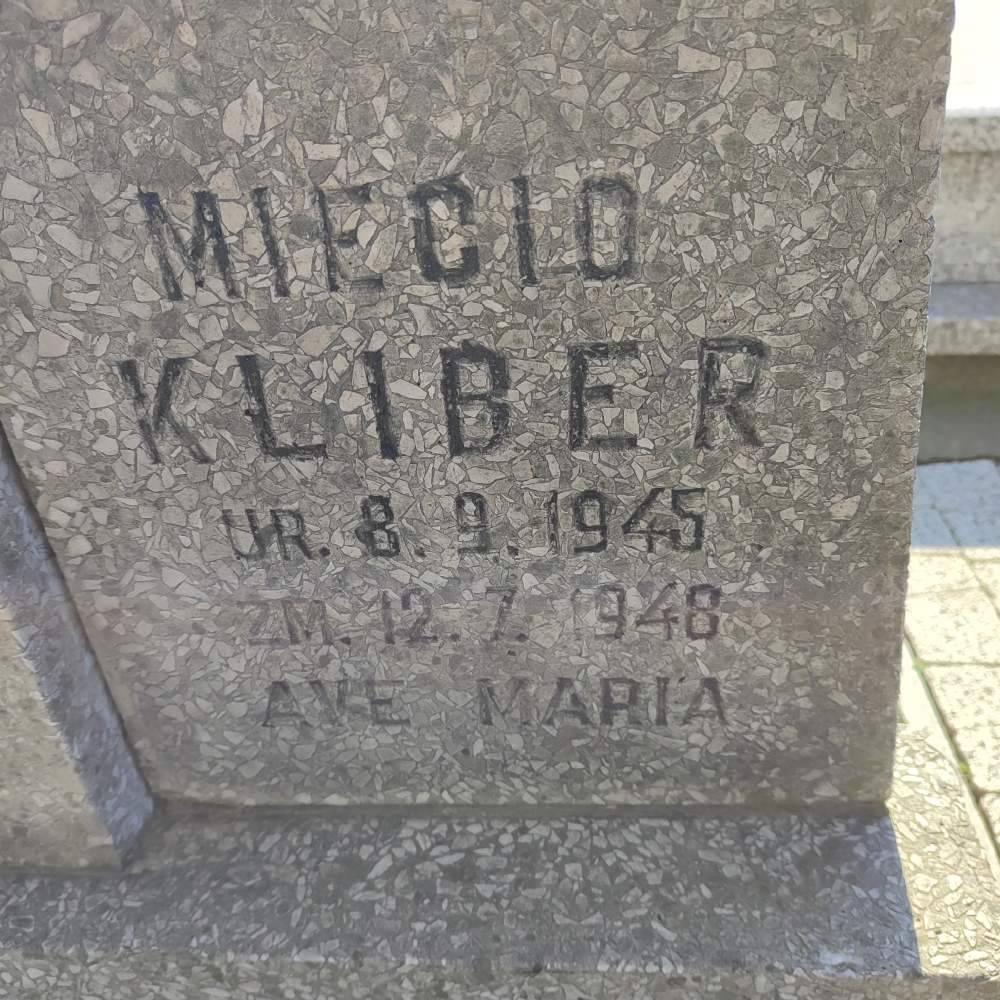 MIECIO
KLIBER
UR. 8. 9. 1945
ZM. 12. 7. 1948
AVE MARIA